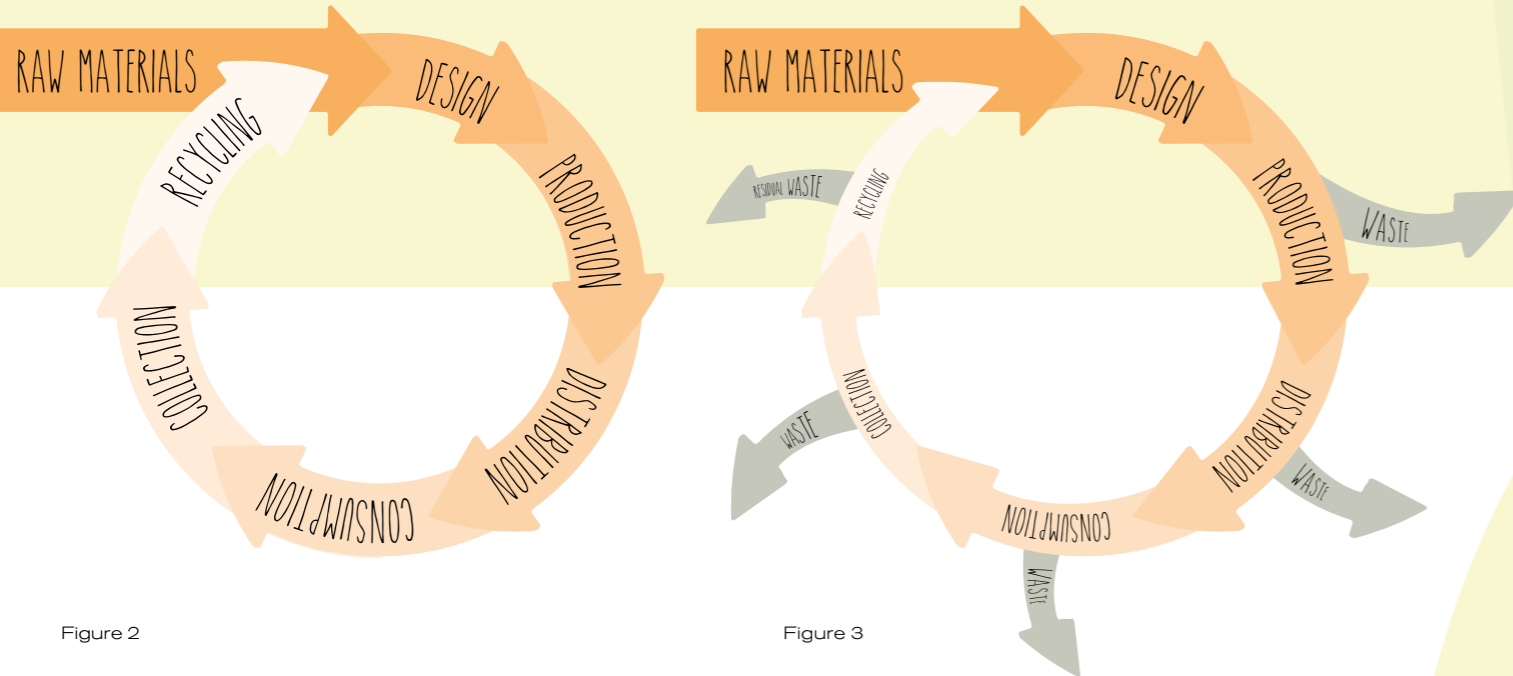 RAW MATERIALS
DESIGN
PRODUCTION
DISTRIBUTION
CONSUMPTION
COLLECTION
RECYCLING
Figure 2
RAW MATERIALS
DESIGN
PRODUCTION
WASTE
DISTRIBUTION
WASTE
CONSUMPTION
WASTE
COLLECTION
WASTE
RECYCLING
RESIDUAL WASTE
Figure 3